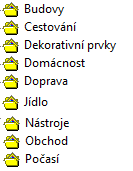 Budovy
Cestování
Dekorativní prvky
Domácnost
Doprava
Jídlo
Nástroje
Obchod
Počasí